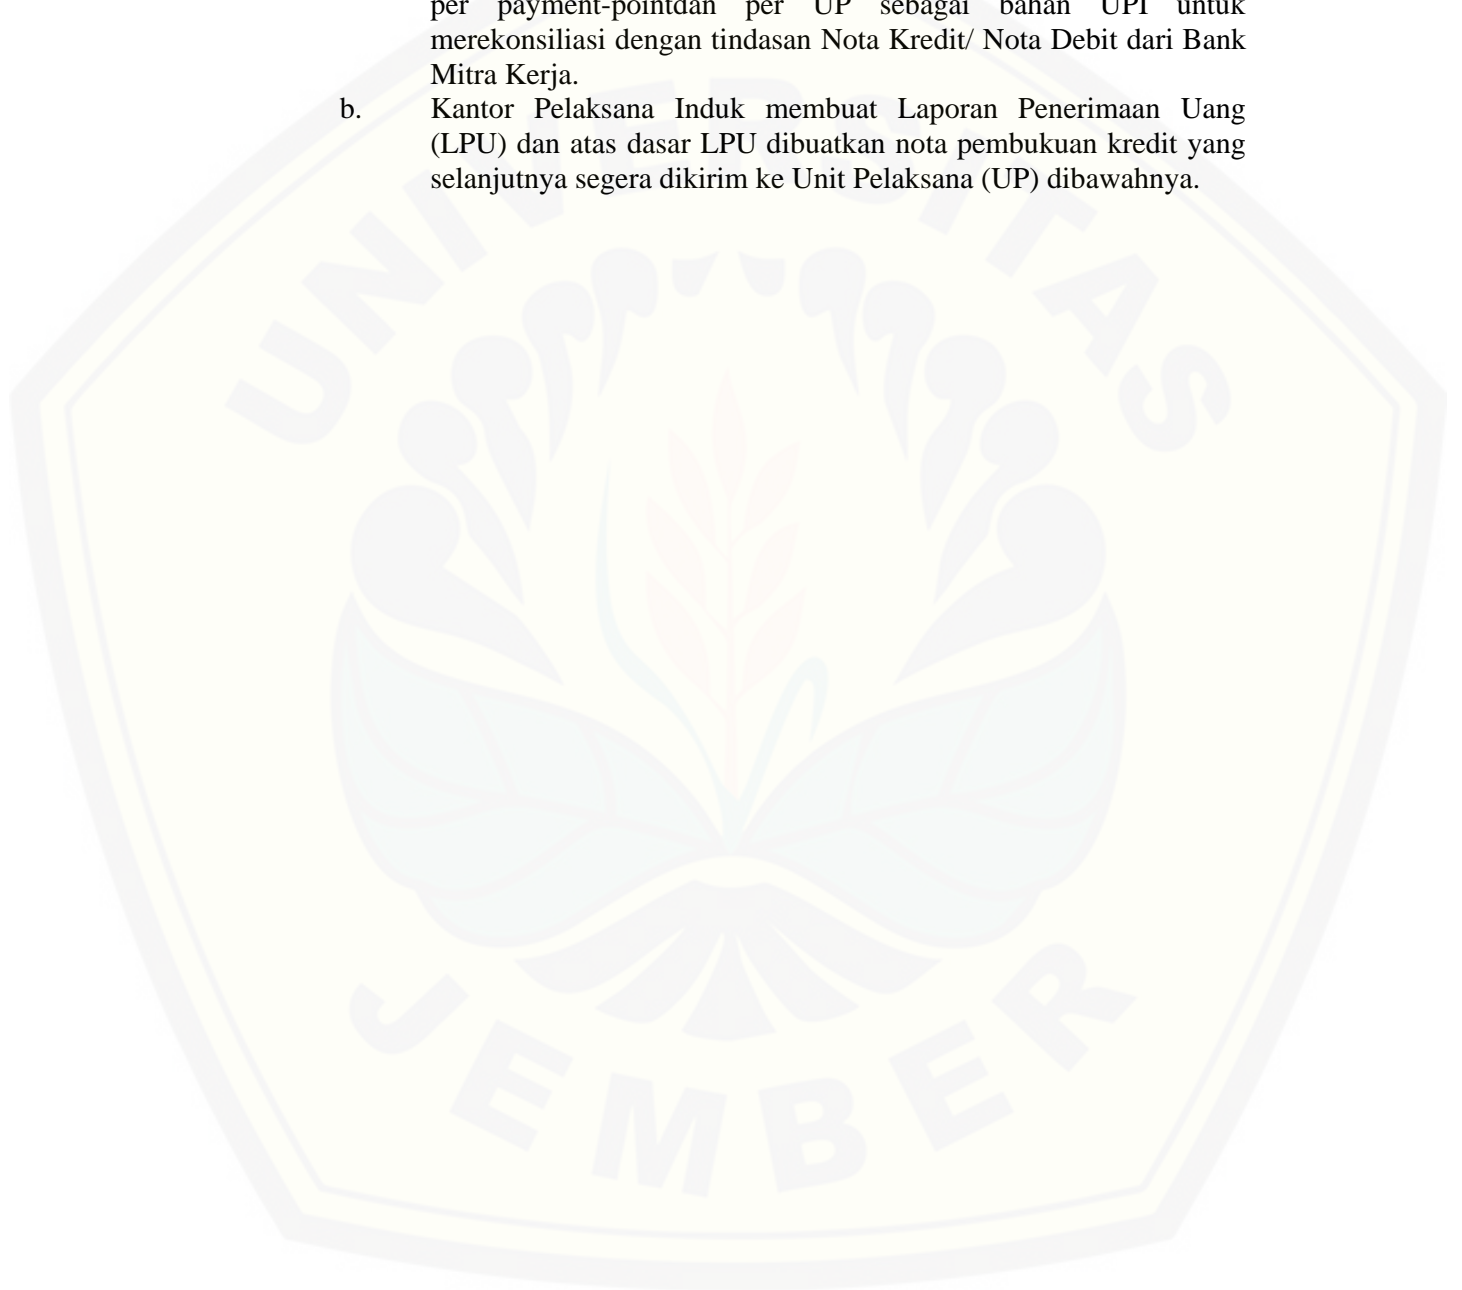 per payment-pointdan per UP sebagai bahan UPI untuk
merekonsiliasi dengan tindasan Nota Kredit/ Nota Debit dari Bank
Mitra Kerja.
b. Kantor Pelaksana Induk membuat Laporan Penerimaan Uang
(LPU) dan atas dasar LPU dibuatkan nota pembukuan kredit yang
selanjutnya segera dikirim ke Unit Pelaksana (UP) dibawahnya.
UNIVERSITAS
JEMBER